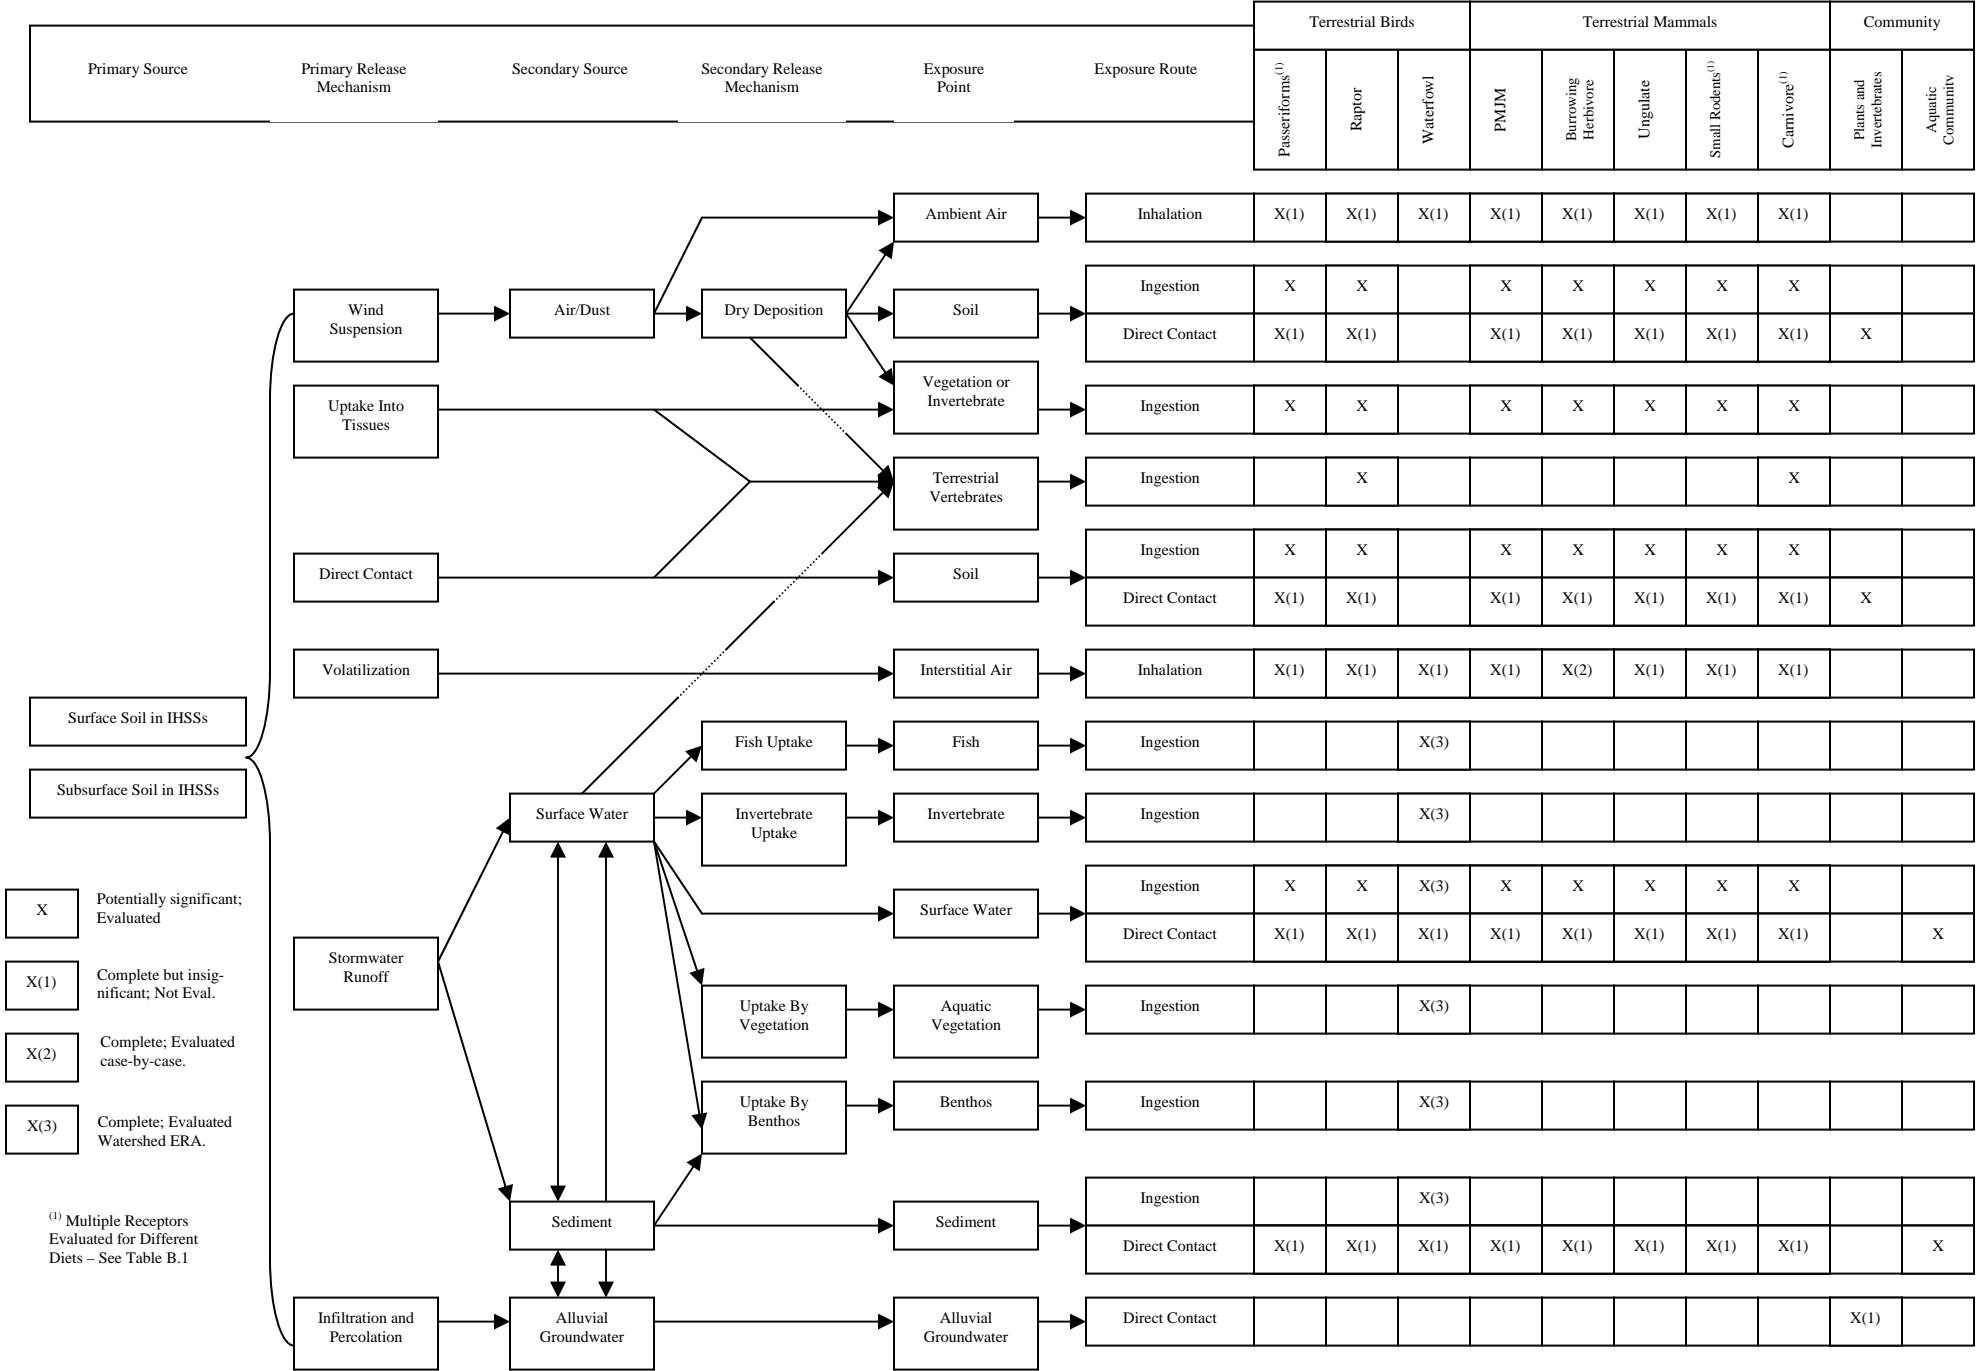 Terrestrial Birds
Terrestrial Mammals
Community
Primary Source
Primary Release
Mechanism
Secondary Source
Secondary Release
Mechanism
Exposure
Point
Exposure Route
Passeriforms(1)
Raptor
Waterfowl
PMJM
Burrowing
Herbivore
Ungulate
Small Rodents(1)
Carnivore(1)
Plants and
Invertebrates
Aquatic
Community
Ambient Air
Inhalation
X(1) X(1) X(1) X(1) X(1) X(1) X(1) X(1)
Wind
Suspension
Air/Dust
Dry Deposition
Soil
Ingestion
X X X X X X X
Direct Contact
X(1) X(1) X(1) X(1) X(1) X(1) X(1) X
Uptake Into
Tissues
Vegetation or
Invertebrate
Ingestion
X X X X X X X
Terrestrial
Vertebrates
Ingestion
X X
Direct Contact
Soil
Ingestion
X X X X X X X
Direct Contact
X(1) X(1) X(1) X(1) X(1) X(1) X(1) X
Volatilization
Interstitial Air
Inhalation
X(1) X(1) X(1) X(1) X(2) X(1) X(1) X(1)
Surface Soil in IHSSs
Subsurface Soil in IHSSs
Fish Uptake
Fish
Ingestion
X(3)
Surface Water
Invertebrate
Uptake
Invertebrate
Ingestion
X(3)
Surface Water
Ingestion
X X X(3) X X X X X
Direct Contact
X(1) X(1) X(1) X(1) X(1) X(1) X(1) X(1) X
Stormwater
Runoff
Uptake By
Vegetation
Aquatic
Vegetation
Ingestion
X(3)
Uptake By
Benthos
Benthos
Ingestion
X(3)
Sediment
Sediment
Ingestion
X(3)
Direct Contact
X(1) X(1) X(1) X(1) X(1) X(1) X(1) X(1) X
Infiltration and
Percolation
Alluvial
Groundwater
Alluvial
Groundwater
Direct Contact
X(1)
X
Potentially significant;
Evaluated
X(1)
Complete but insig-
nificant; Not Eval.
X(2)
Complete; Evaluated
case-by-case.
X(3)
Complete; Evaluated
Watershed ERA.
(1) Multiple Receptors
Evaluated for Different
Diets – See Table B.1